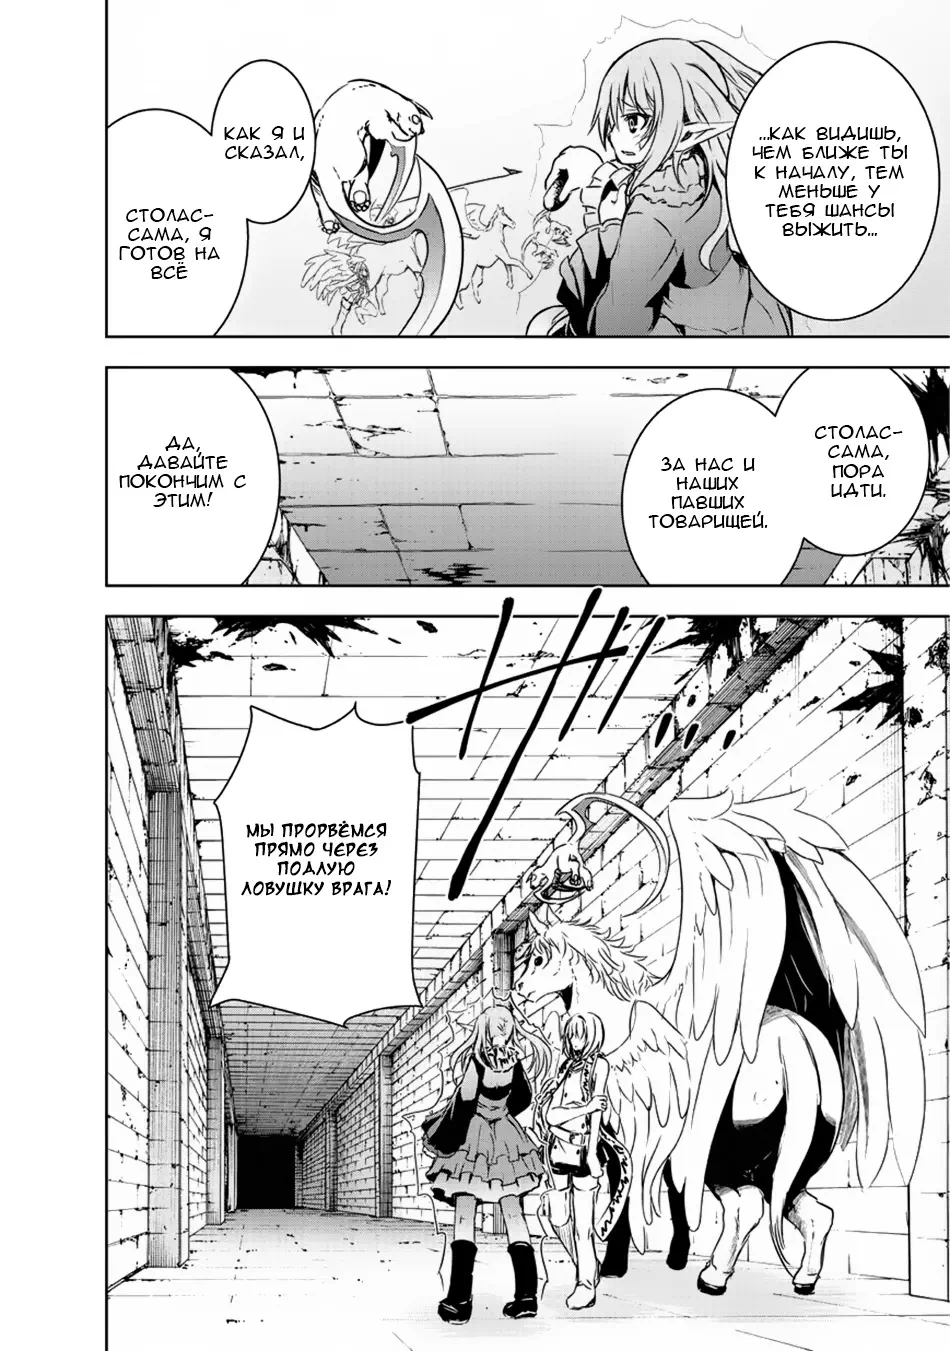 ...КАК ВИДИШЬ,
ЧЕМ БЛИЖЕ ТЫ
К НАЧАЛУ, ТЕМ
МЕНЬШЕ У
ТЕБЯ ШАНСЫ
ВЫЖИТЬ...
КАК Я И
СКАЗАЛ,
СТОЛАС-
САМА, Я
ГОТОВ НА
ВСЁ
СТОЛАС-
САМА,
ПОРА
ИДТИ.
ЗА НАС И
НАШИХ
ПАВШИХ
ТОВАРИЩЕЙ.
ДА,
ДАВАЙТЕ
ПОКОНЧИМ С
ЭТИМ!
МЫ ПРОРВЁМСЯ
ПРЯМО ЧЕРЕЗ
ПОДЛУЮ
ЛОВУШКУ ВРАГА!